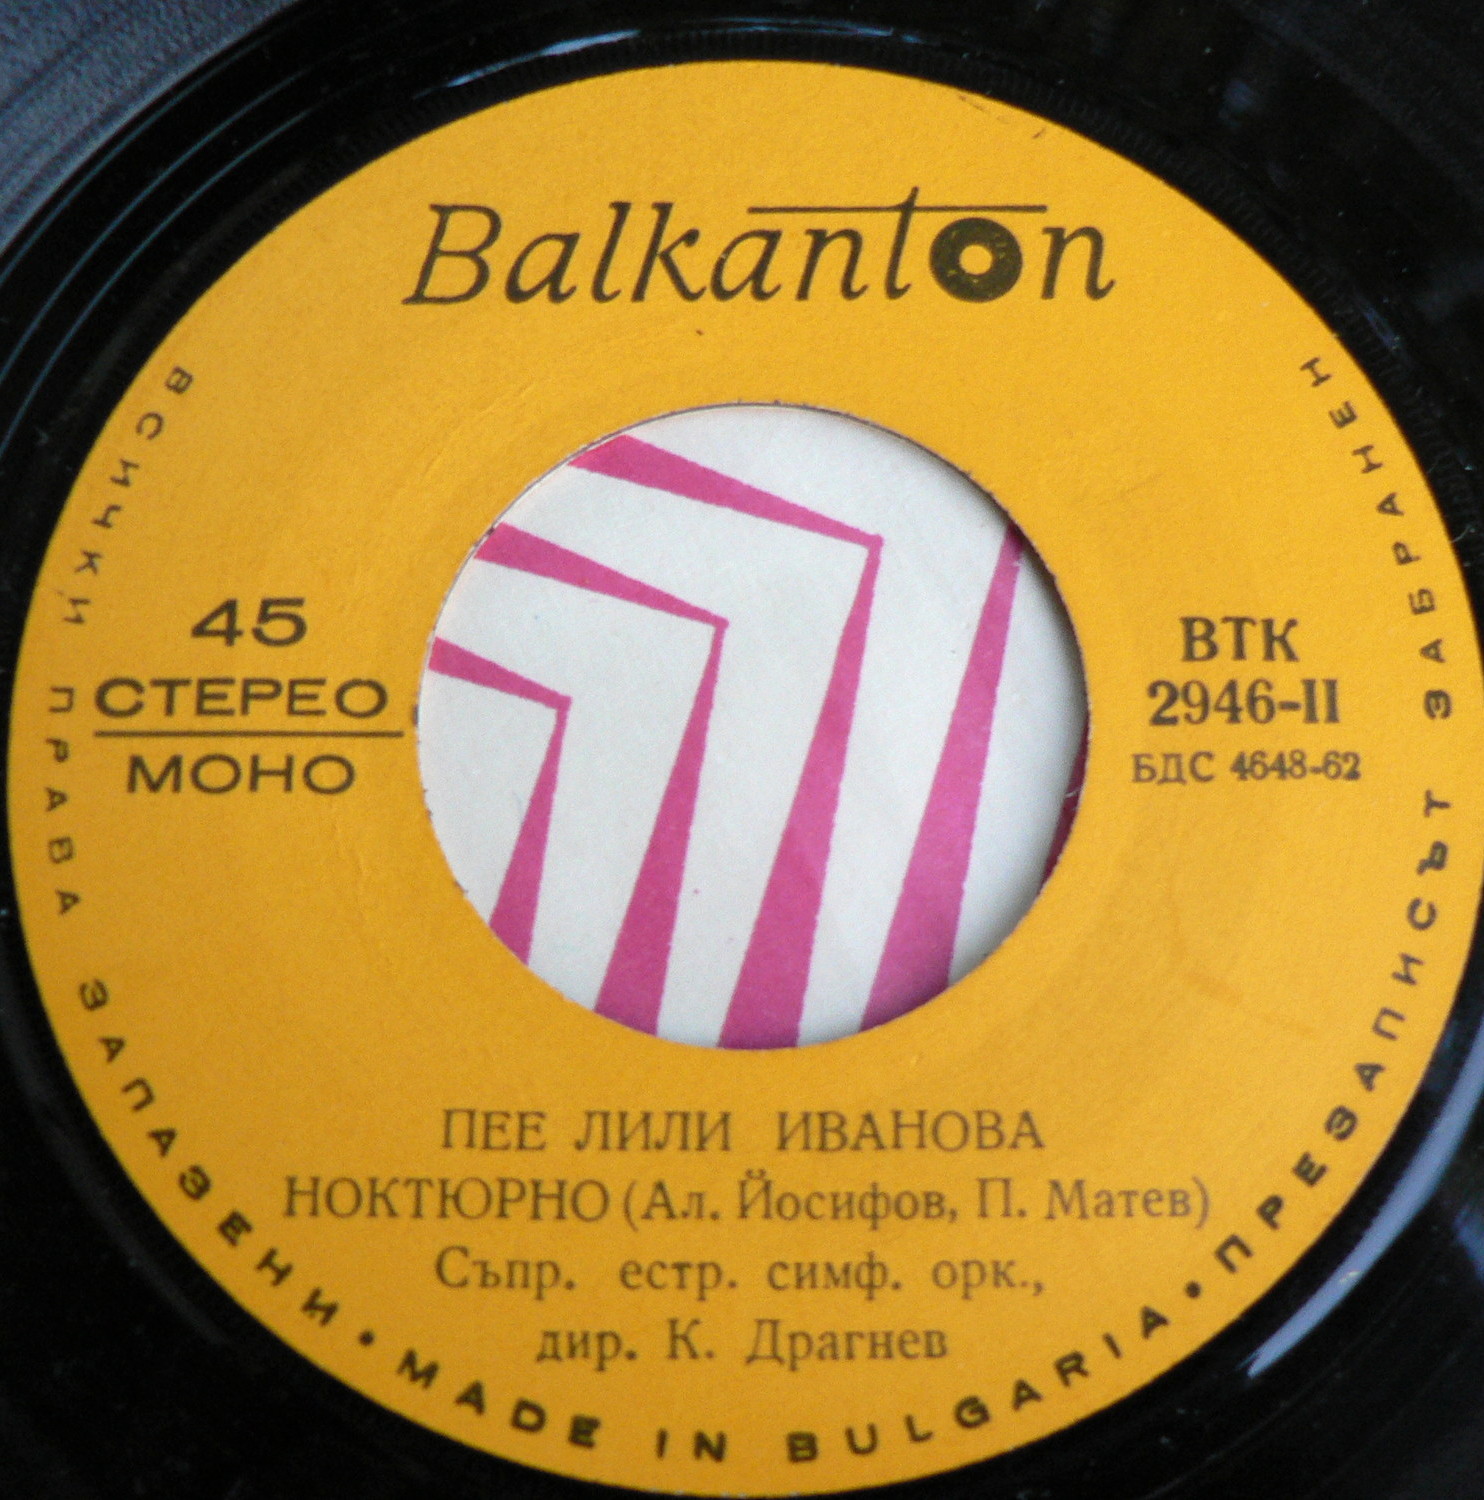 Balkanton
45
СТЕРЕО
МОНО
ВТК
2946-II
БДС 4648-62
ПЕЕ ЛИЛИ ИВАНОВА
НОКТЮРНО (Ал. Йосифов, П. Матев)
Съпр. естр. симф. орк.,
дир. К. Драгнев
ВСИЧКИ ПРАВА ЗАПАЗЕНИ • MADE IN BULGARIA • ПРЕЗАПИСЪТ ЗАБРАНЕН